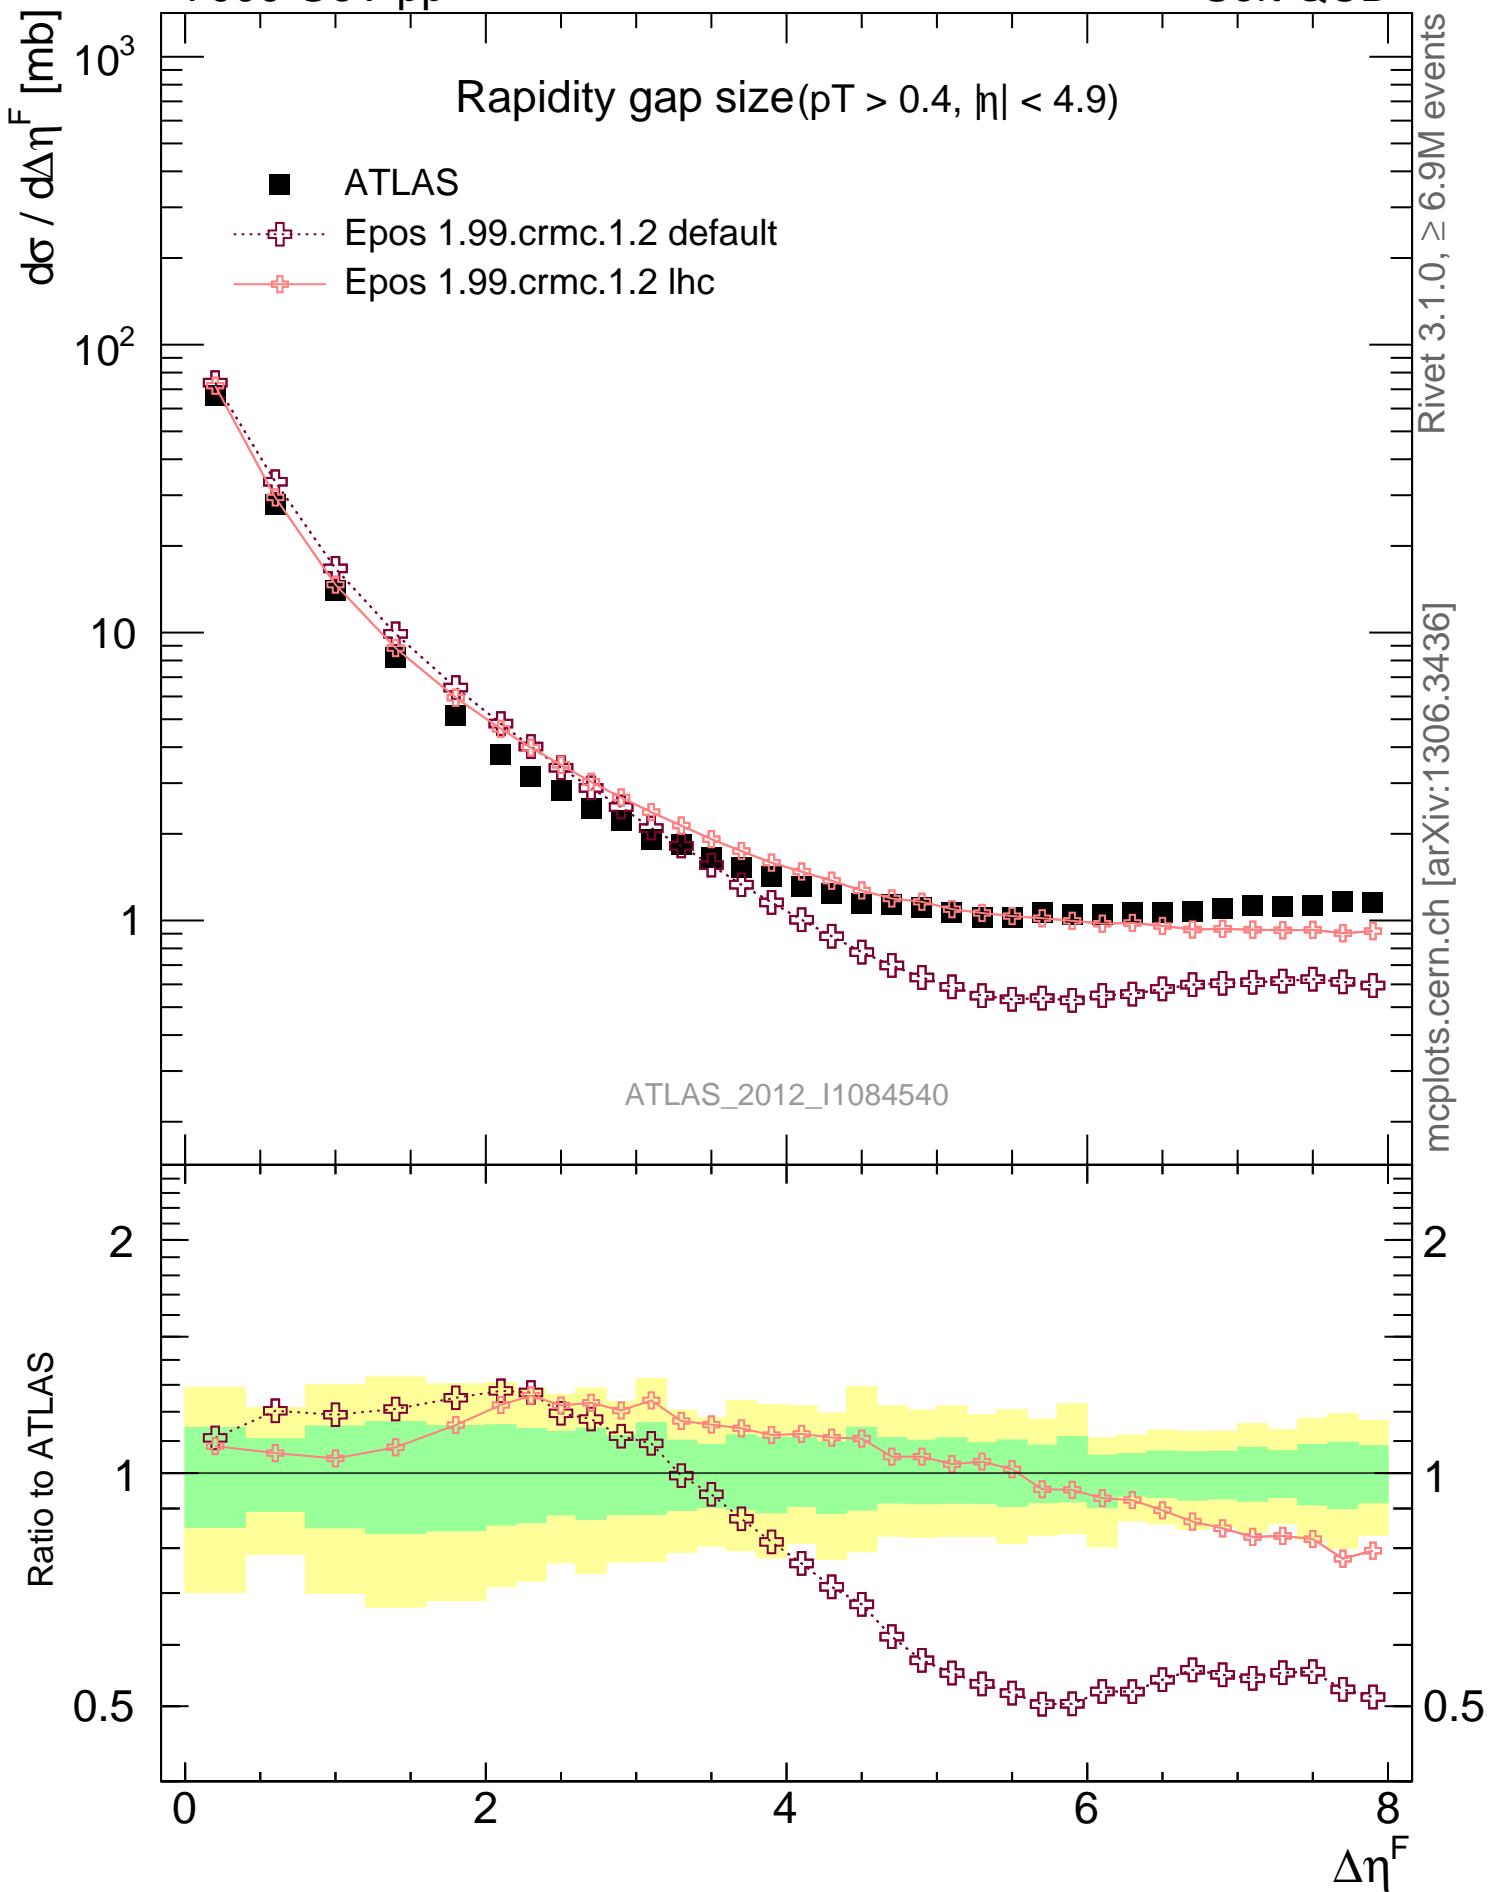 Rapidity gap size (pT > 0.4, |η| < 4.9)
ATLAS
Epos 1.99.crmc.1.2 default
Epos 1.99.crmc.1.2 lhc
dσ / dΔη^F [mb]
10^3
10^2
10
1
ATLAS_2012_I1084540
Rivet 3.1.0, ≥ 6.9M events
mcplots.cern.ch [arXiv:1306.3436]
Ratio to ATLAS
2
1
0.5
2
1
0.5
0 2 4 6 8
Δη^F